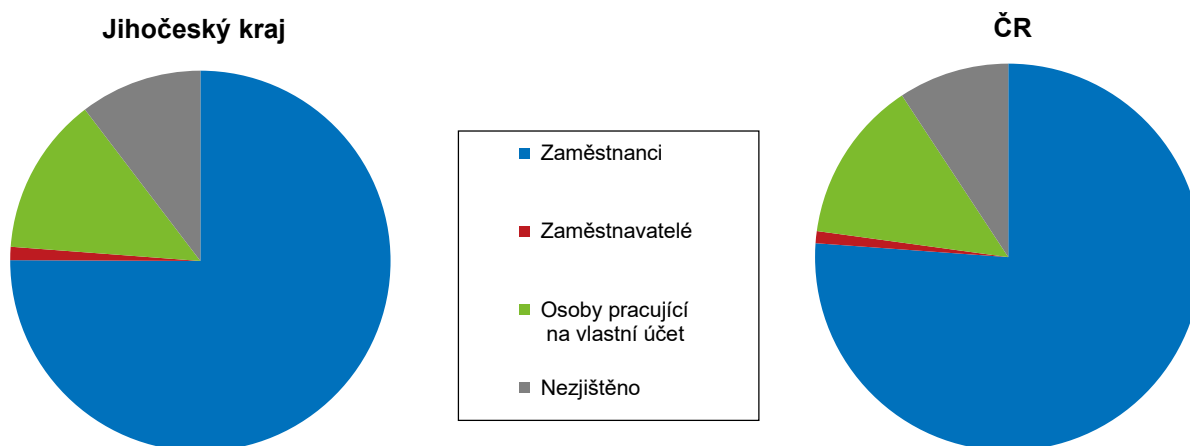 Jihočeský kraj
ČR
Zaměstnanci
Zaměstnavatelé
Osoby pracující
na vlastní účet
Nezjištěno